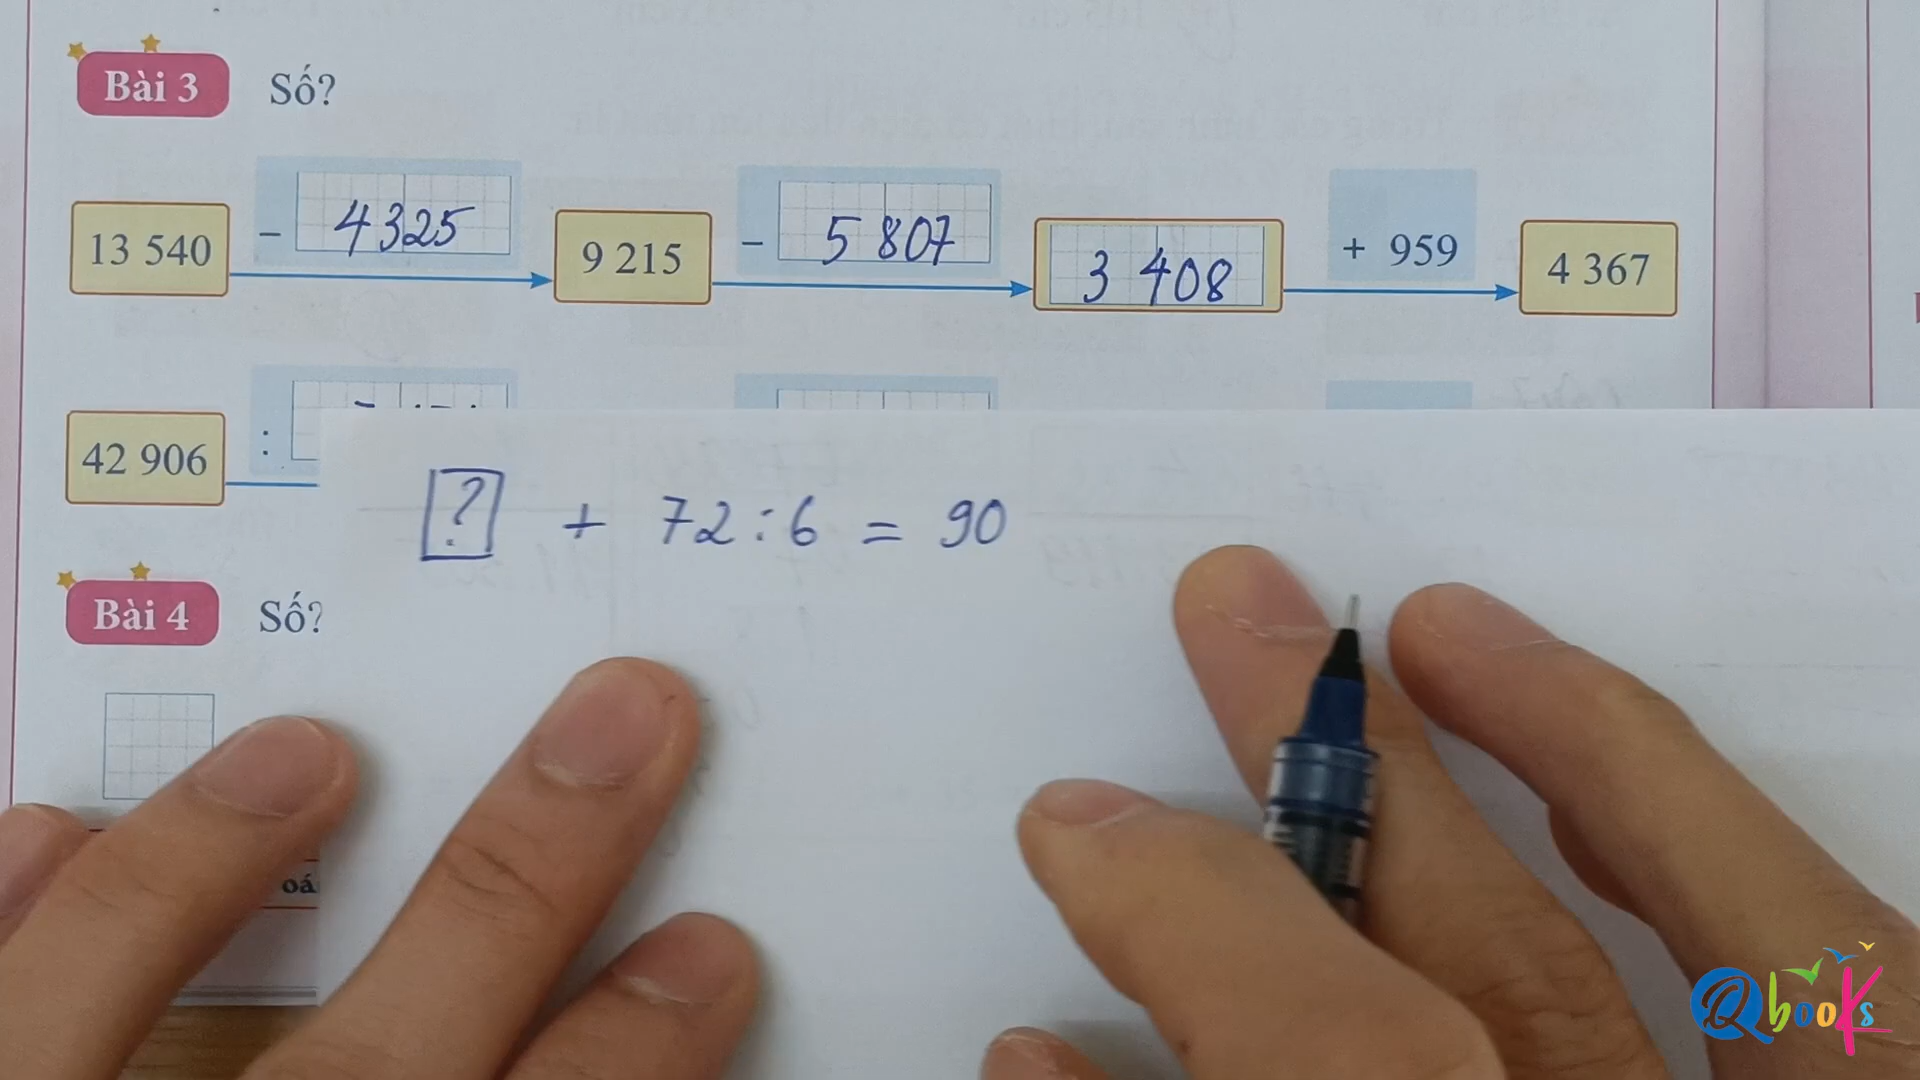 Bài 3 Số?
13 540 - 4325 9 215 - 5 807 3 408 + 959 4 367
42 906 :
? + 72 : 6 = 90
Bài 4 Số?
Qbooks